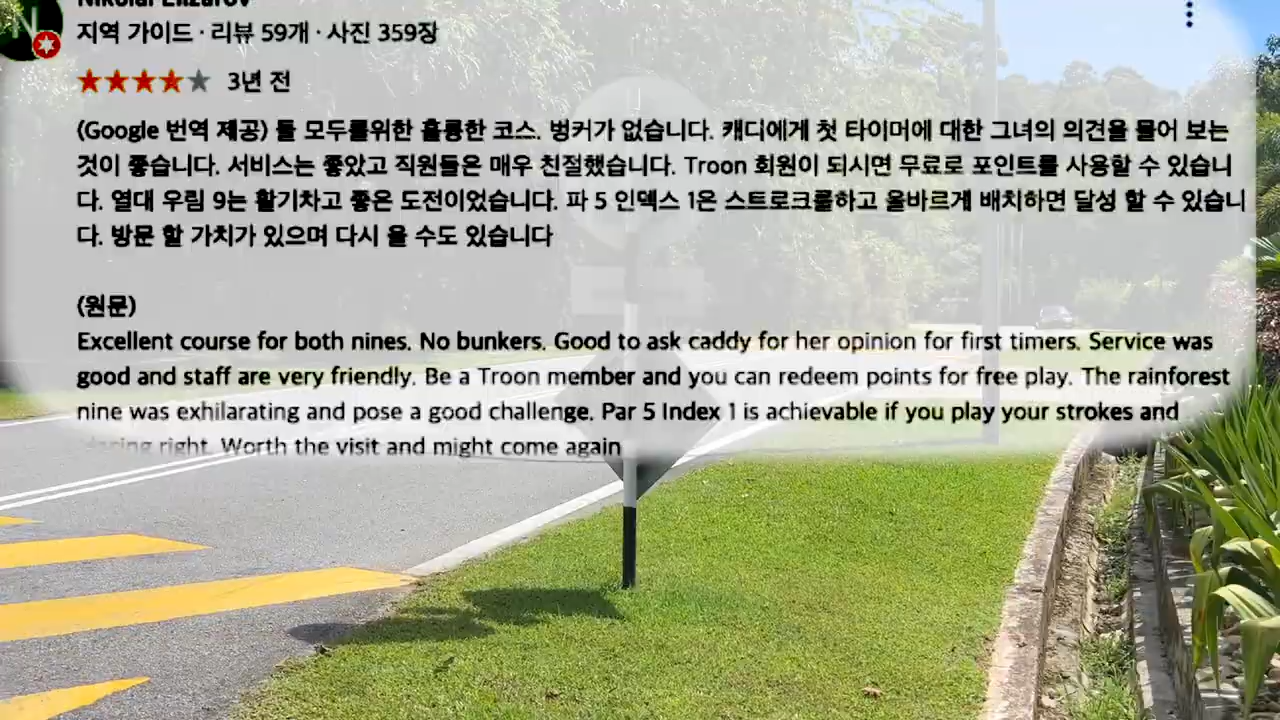 지역 가이드 · 리뷰 59개 · 사진 359장
3년 전
(Google 번역 제공) 둘 모두를위한 훌륭한 코스. 벙커가 없습니다. 캐디에게 첫 타이머에 대한 그녀의 의견을 물어 보는
것이 좋습니다. 서비스는 좋았고 직원들은 매우 친절했습니다. Troon 회원이 되시면 무료로 포인트를 사용할 수 있습니
다. 열대 우림 9는 활기차고 좋은 도전이었습니다. 파 5 인덱스 1은 스트로크를하고 올바르게 배치하면 달성 할 수 있습니
다. 방문 할 가치가 있으며 다시 올 수도 있습니다
(원문)
Excellent course for both nines. No bunkers. Good to ask caddy for her opinion for first timers. Service was
good and staff are very friendly. Be a Troon member and you can redeem points for free play. The rainforest
nine was exhilarating and pose a good challenge. Par 5 Index 1 is achievable if you play your strokes and
right. Worth the visit and might come again